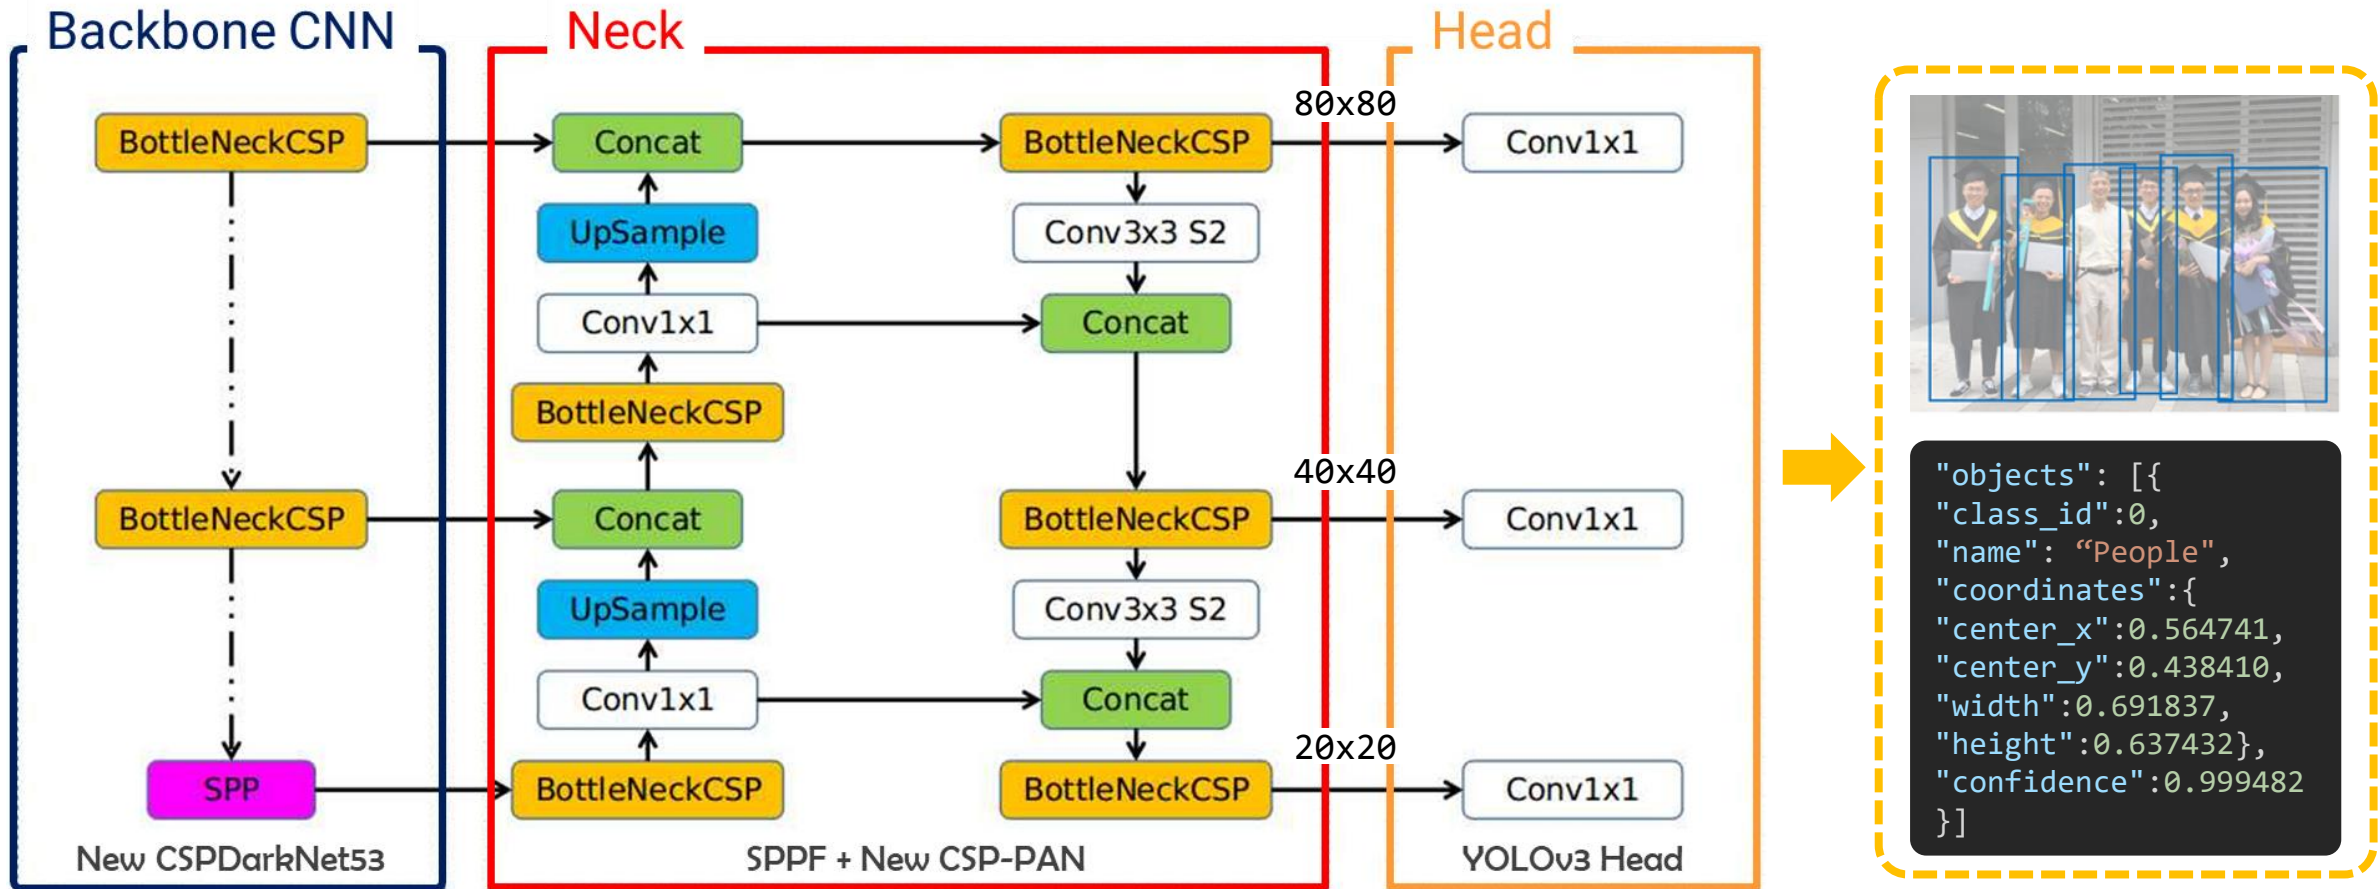 Backbone CNN
BottleNeckCSP
BottleNeckCSP
SPP
New CSPDarkNet53
Neck
Concat
UpSample
Conv1x1
BottleNeckCSP
Concat
UpSample
Conv1x1
BottleNeckCSP
BottleNeckCSP
Conv3x3 S2
Concat
BottleNeckCSP
Conv3x3 S2
Concat
BottleNeckCSP
SPPF + New CSP-PAN
80x80
40x40
20x20
Head
Conv1x1
Conv1x1
Conv1x1
YOLOv3 Head
"objects": [{
"class_id":0,
"name": “People",
"coordinates":{
"center_x":0.564741,
"center_y":0.438410,
"width":0.691837,
"height":0.637432},
"confidence":0.999482
}]